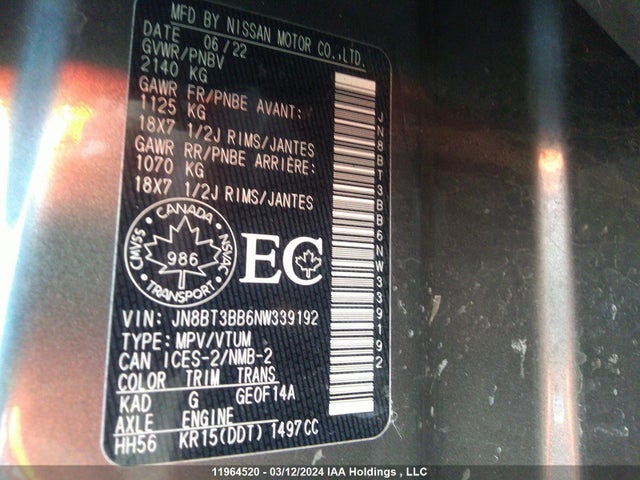 MFD BY NISSAN MOTOR CO.,LTD.
DATE 06/22
GVWR/PNBV
2140 KG
GAWR FR/PNBE AVANT:
1125 KG
18X7 1/2J RIMS/JANTES
GAWR RR/PNBE ARRIÈRE:
1070 KG
18X7 1/2J RIMS/JANTES
CANADA
CMVSS 986 NSVAC
TRANSPORT
EC
JN8BT3BB6NW339192
VIN: JN8BT3BB6NW339192
TYPE: MPV/VTUM
CAN ICES-2/NMB-2
COLOR TRIM TRANS
KAD G GE0F14A
AXLE ENGINE
HH56 KR15(DDT) 1497CC
11964520 - 03/12/2024 IAA Holdings , LLC